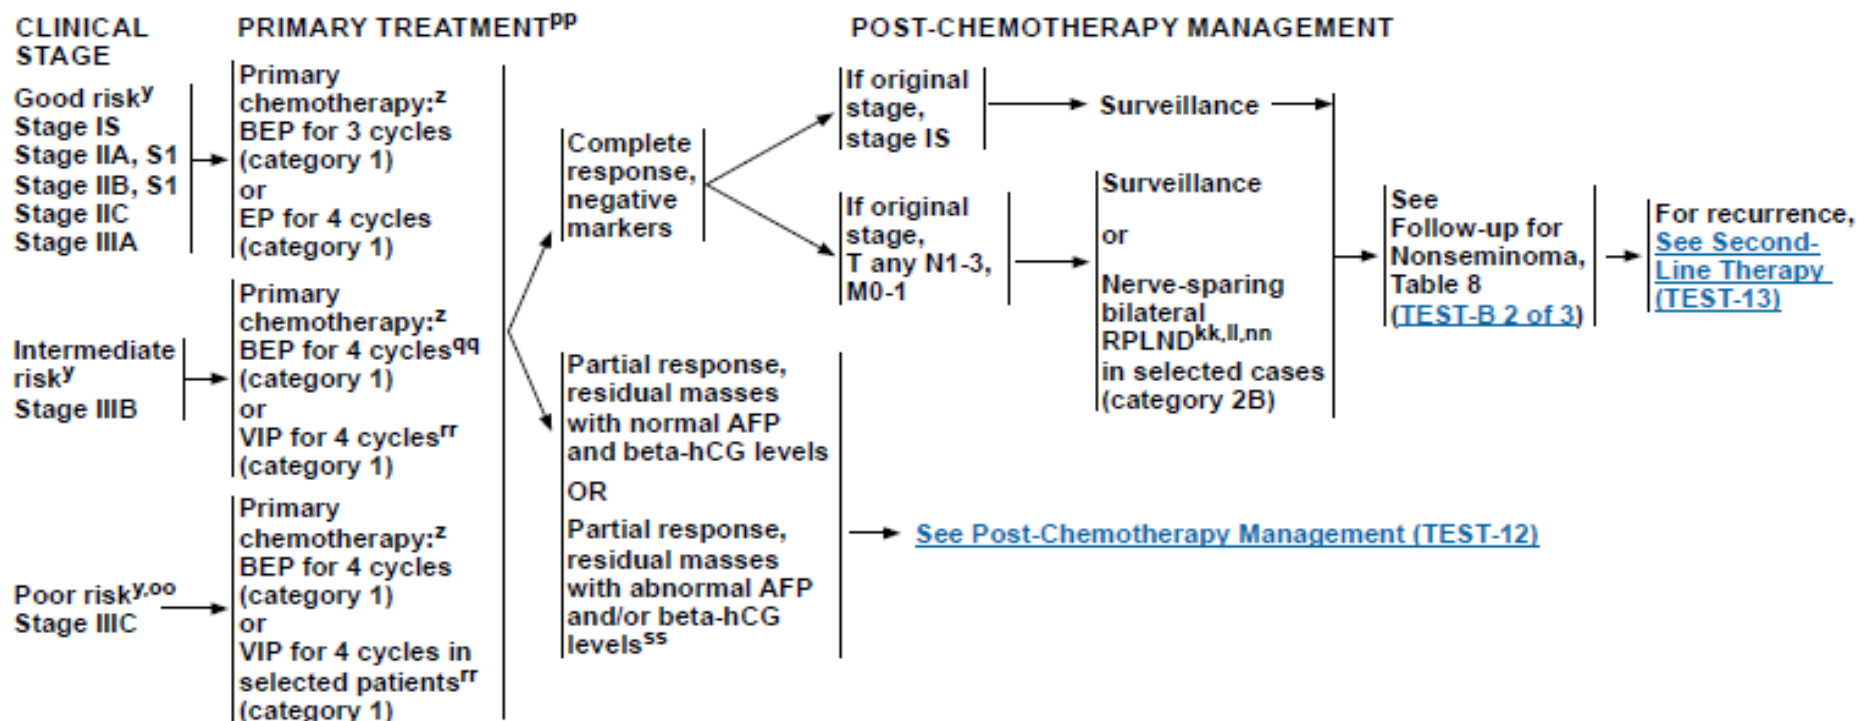 CLINICAL
STAGE
PRIMARY TREATMENTpp
POST-CHEMOTHERAPY MANAGEMENT
Good risky
Stage IS
Stage IIA, S1
Stage IIB, S1
Stage IIC
Stage IIIA
Primary
chemotherapy:z
BEP for 3 cycles
(category 1)
or
EP for 4 cycles
(category 1)
Intermediate
risky
Stage IIIB
Primary
chemotherapy:z
BEP for 4 cyclesqq
(category 1)
or
VIP for 4 cyclesrr
(category 1)
Poor risky,oo
Stage IIIC
Primary
chemotherapy:z
BEP for 4 cycles
(category 1)
or
VIP for 4 cycles in
selected patientsrr
(category 1)
Complete
response,
negative
markers
If original
stage,
stage IS
Surveillance
If original
stage,
T any N1-3,
M0-1
Surveillance
or
Nerve-sparing
bilateral
RPLNDkk,ll,nn
in selected cases
(category 2B)
See
Follow-up for
Nonseminoma,
Table 8
(TEST-B 2 of 3)
For recurrence,
See Second-
Line Therapy
(TEST-13)
Partial response,
residual masses
with normal AFP
and beta-hCG levels
OR
Partial response,
residual masses
with abnormal AFP
and/or beta-hCG
levelsss
See Post-Chemotherapy Management (TEST-12)